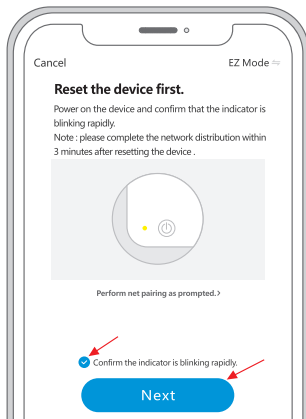 Cancel
EZ Mode
Reset the device first.
Power on the device and confirm that the indicator is
blinking rapidly.
Note : please complete the network distribution within
3 minutes after resetting the device .
Perform net pairing as prompted.>
Confirm the indicator is blinking rapidly.
Next